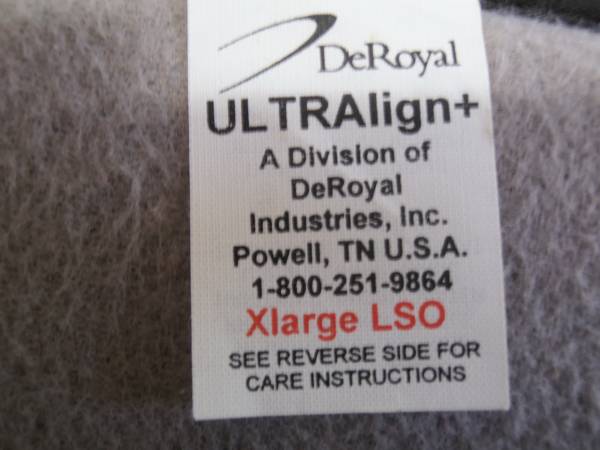 DeRoyal
ULTRAlign+
A Division of
DeRoyal
Industries, Inc.
Powell, TN U.S.A.
1-800-251-9864
Xlarge LSO
SEE REVERSE SIDE FOR
CARE INSTRUCTIONS